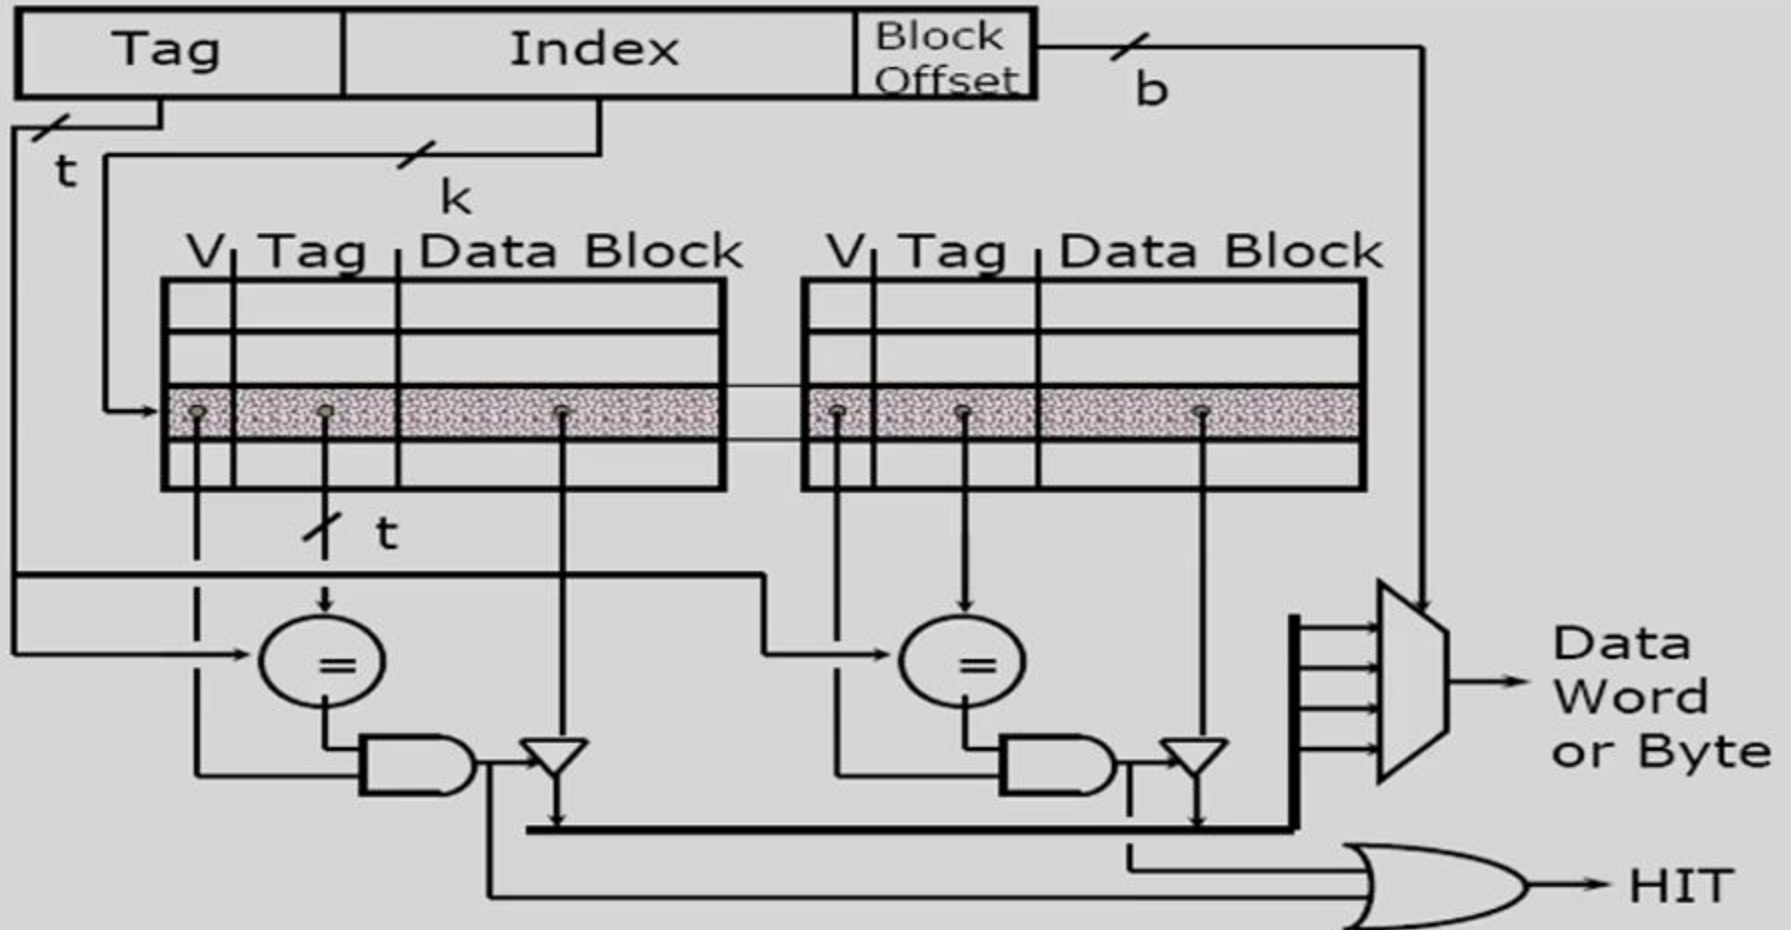 Tag Index Block
Offset
b
t
k
V Tag Data Block V Tag Data Block
t
= =
Data
Word
or Byte
HIT